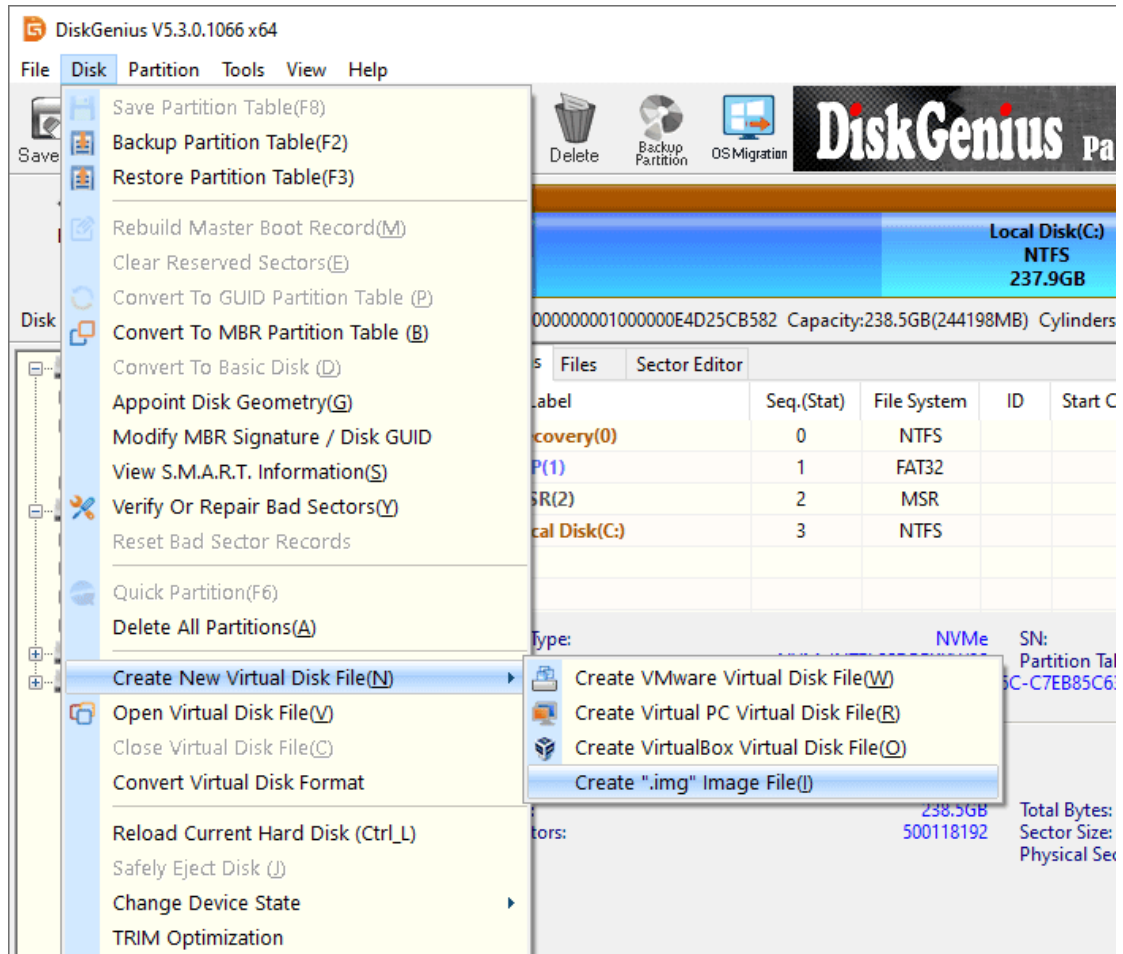 DiskGenius V5.3.0.1066 x64
File Disk Partition Tools View Help
Save
Delete
Backup Partition
OS Migration
DiskGenius Pa
Save Partition Table(F8)
Backup Partition Table(F2)
Restore Partition Table(F3)
Rebuild Master Boot Record(M)
Clear Reserved Sectors(E)
Convert To GUID Partition Table (P)
Convert To MBR Partition Table (B)
Convert To Basic Disk (D)
Appoint Disk Geometry(G)
Modify MBR Signature / Disk GUID
View S.M.A.R.T. Information(S)
Verify Or Repair Bad Sectors(Y)
Reset Bad Sector Records
Quick Partition(F6)
Delete All Partitions(A)
Create New Virtual Disk File(N)
Open Virtual Disk File(V)
Close Virtual Disk File(C)
Convert Virtual Disk Format
Reload Current Hard Disk (Ctrl_L)
Safely Eject Disk (J)
Change Device State
TRIM Optimization
Create VMware Virtual Disk File(W)
Create Virtual PC Virtual Disk File(R)
Create VirtualBox Virtual Disk File(O)
Create ".img" Image File(I)
Local Disk(C:)
NTFS
237.9GB
Disk
000000001000000E4D25CB582 Capacity:238.5GB(244198MB) Cylinders
s Files Sector Editor
Label Seq.(Stat) File System ID Start C
covery(0) 0 NTFS
P(1) 1 FAT32
SR(2) 2 MSR
cal Disk(C:) 3 NTFS
Type: NVMe SN:
Partition Tal
5C-C7EB85C63
238.5GB Total Bytes:
tors: 500118192 Sector Size:
Physical Sec